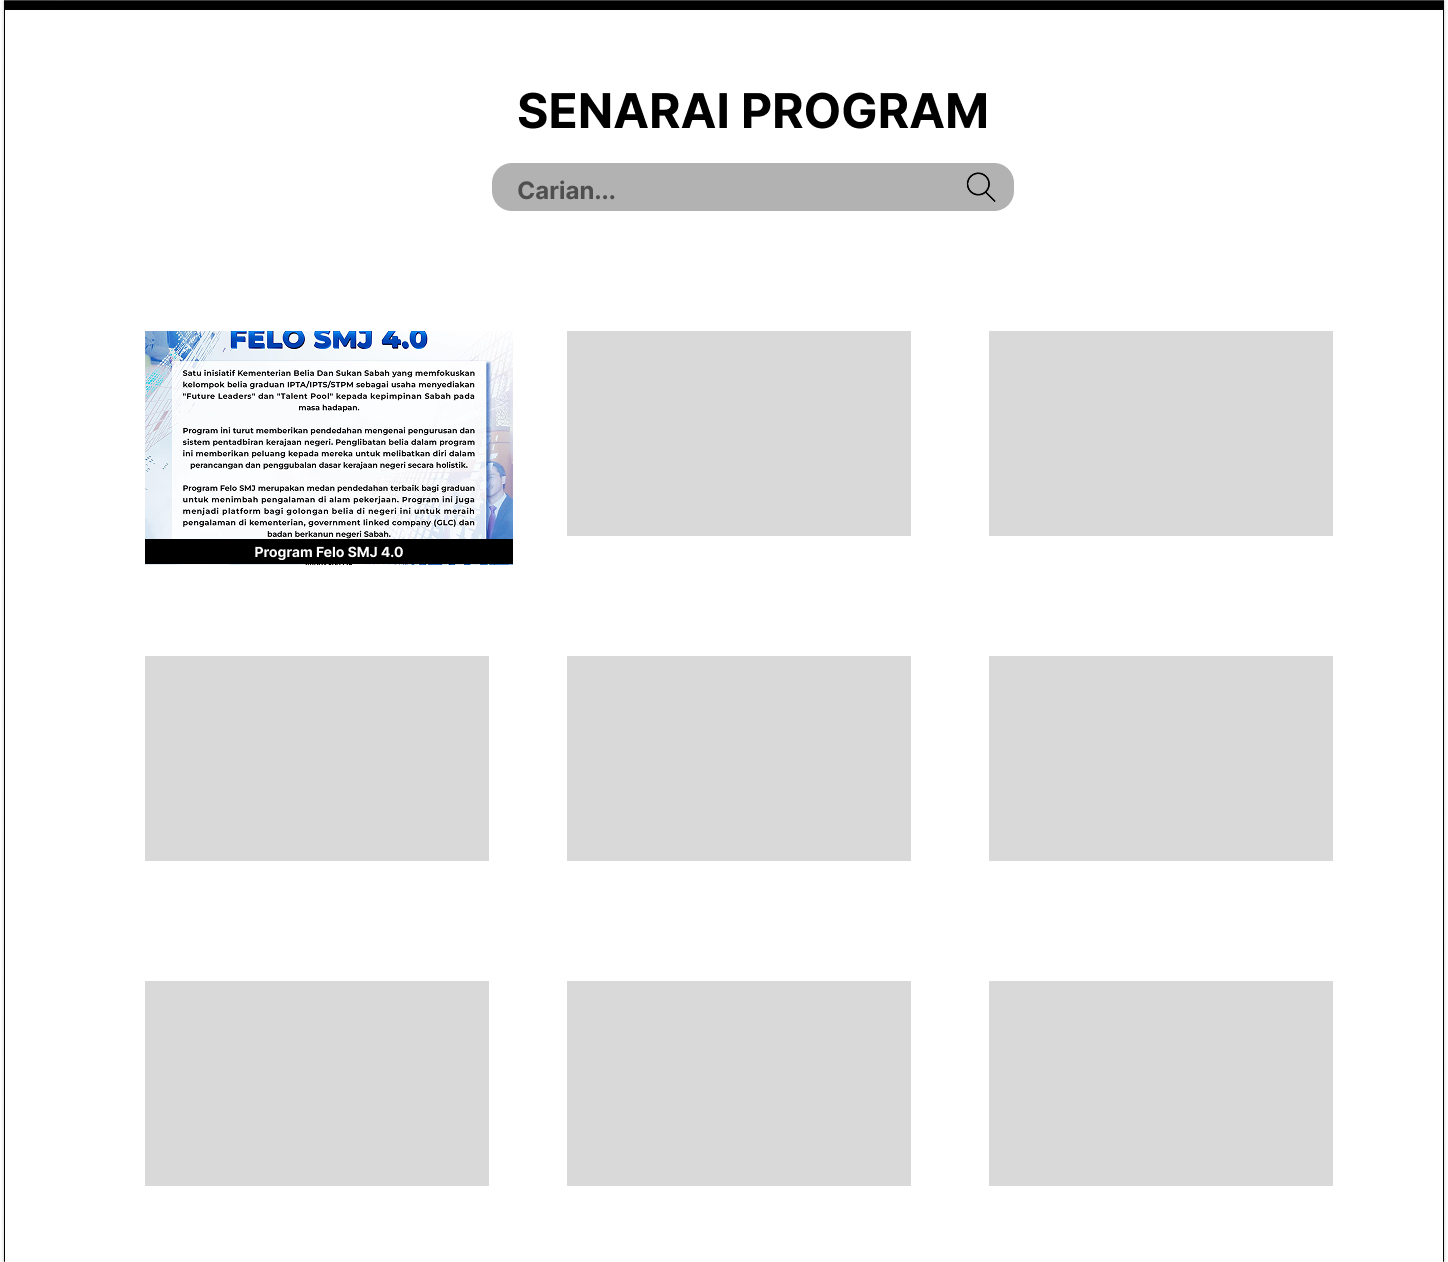 SENARAI PROGRAM
Carian...
FELO SMJ 4.0
Satu inisiatif Kementerian Belia Dan Sukan Sabah yang memfokuskan
kelompok belia graduan IPTA/IPTS/STPM sebagai usaha menyediakan
"Future Leaders" dan "Talent Pool" kepada kepimpinan Sabah pada
masa hadapan.
Program ini turut memberikan pendedahan mengenai pengurusan dan
sistem pentadbiran kerajaan negeri. Penglibatan belia dalam program
ini memberikan peluang kepada mereka untuk melibatkan diri dalam
perancangan dan penggubalan dasar kerajaan negeri secara holistik.
Program Felo SMJ merupakan medan pendedahan terbaik bagi graduan
untuk menimbah pengalaman di alam pekerjaan. Program ini juga
menjadi platform bagi golongan belia di negeri ini untuk meraih
pengalaman di kementerian, government linked company (GLC) dan
badan berkanun negeri Sabah.
Program Felo SMJ 4.0